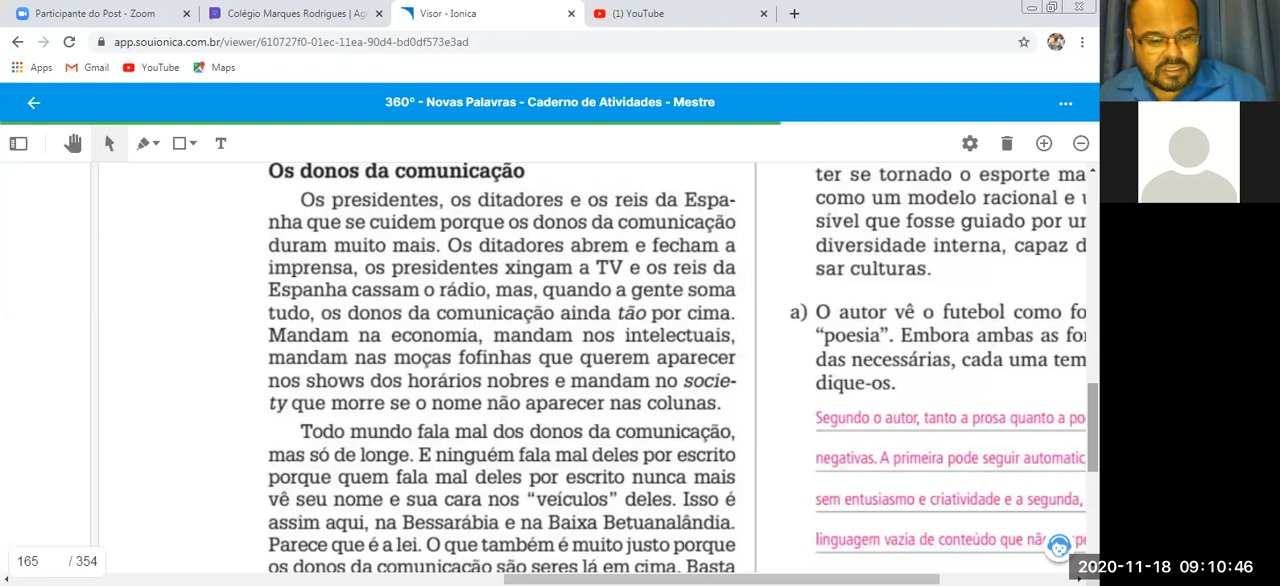 Participante do Post - Zoom
Colégio Marques Rodrigues | Ag
Visor - Ionica
(1) YouTube
app.souionica.com.br/viewer/610727f0-01ec-11ea-90d4-bd0df573e3ad
Apps
Gmail
YouTube
Maps
360º - Novas Palavras - Caderno de Atividades - Mestre
T
Os donos da comunicação
Os presidentes, os ditadores e os reis da Espa-
nha que se cuidem porque os donos da comunicação
duram muito mais. Os ditadores abrem e fecham a
imprensa, os presidentes xingam a TV e os reis da
Espanha cassam o rádio, mas, quando a gente soma
tudo, os donos da comunicação ainda tão por cima.
Mandam na economia, mandam nos intelectuais,
mandam nas moças fofinhas que querem aparecer
nos shows dos horários nobres e mandam no socie-
ty que morre se o nome não aparecer nas colunas.
Todo mundo fala mal dos donos da comunicação,
mas só de longe. E ninguém fala mal deles por escrito
porque quem fala mal deles por escrito nunca mais
vê seu nome e sua cara nos "veículos" deles. Isso é
assim aqui, na Bessarábia e na Baixa Betuanalândia.
Parece que é a lei. O que também é muito justo porque
os donos da comunicação são seres lá em cima. Basta
ter se tornado o esporte ma
como um modelo racional e
sível que fosse guiado por
diversidade interna, capaz d
sar culturas.
a) O autor vê o futebol como fo
"poesia". Embora ambas as fo
das necessárias, cada uma tem
dique-os.
Segundo o autor, tanto a prosa quanto a po
negativas. A primeira pode seguir automatic
sem entusiasmo e criatividade e a segunda,
linguagem vazia de conteúdo que
165 / 354
2020-11-18 09:10:46